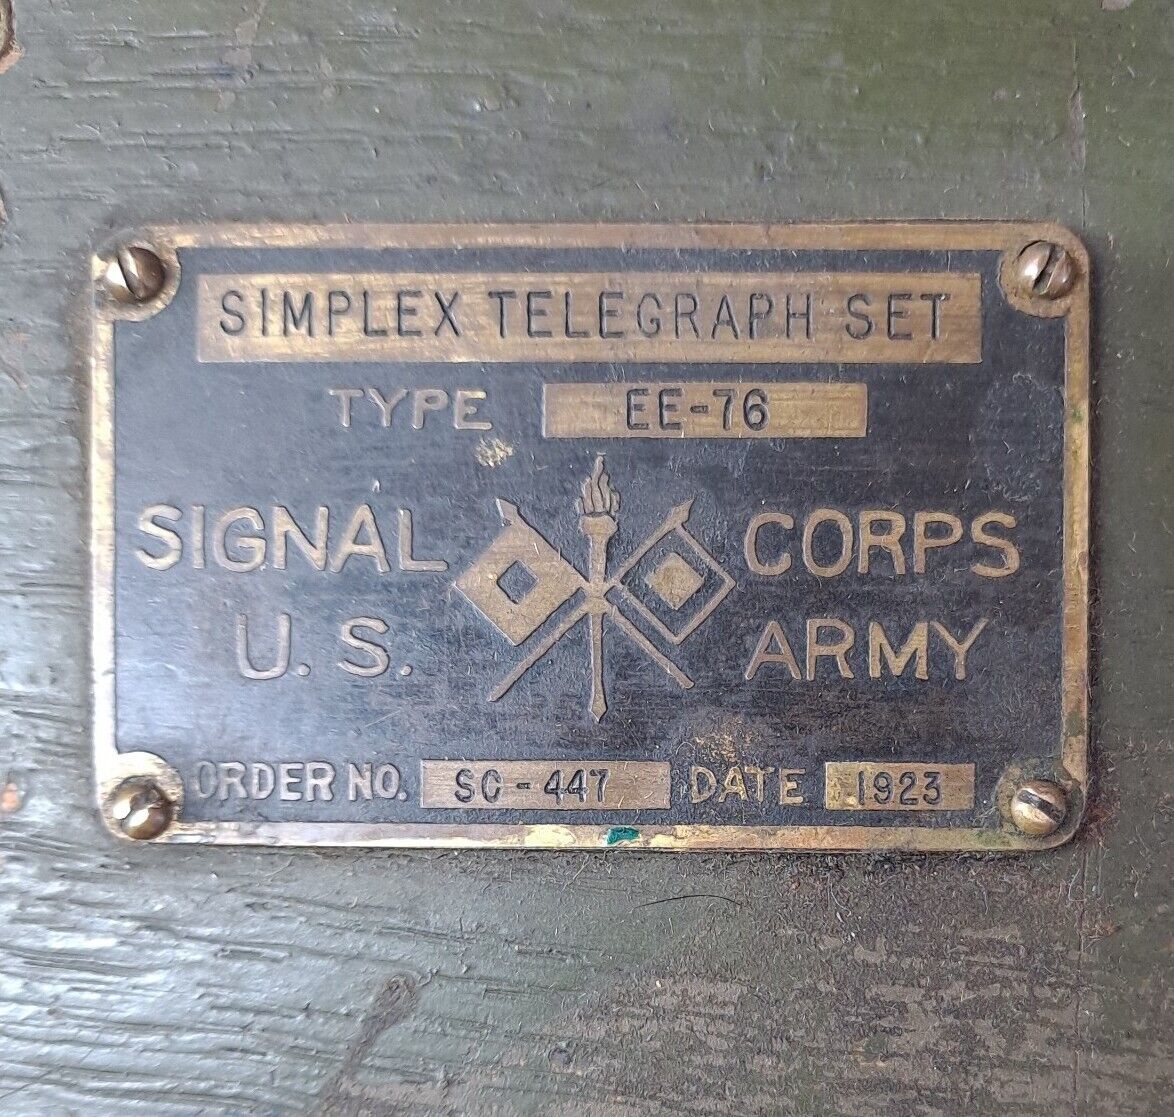 SIMPLEX TELEGRAPH SET
TYPE EE-76
SIGNAL CORPS
U. S. ARMY
ORDER NO. SC-447 DATE 1923